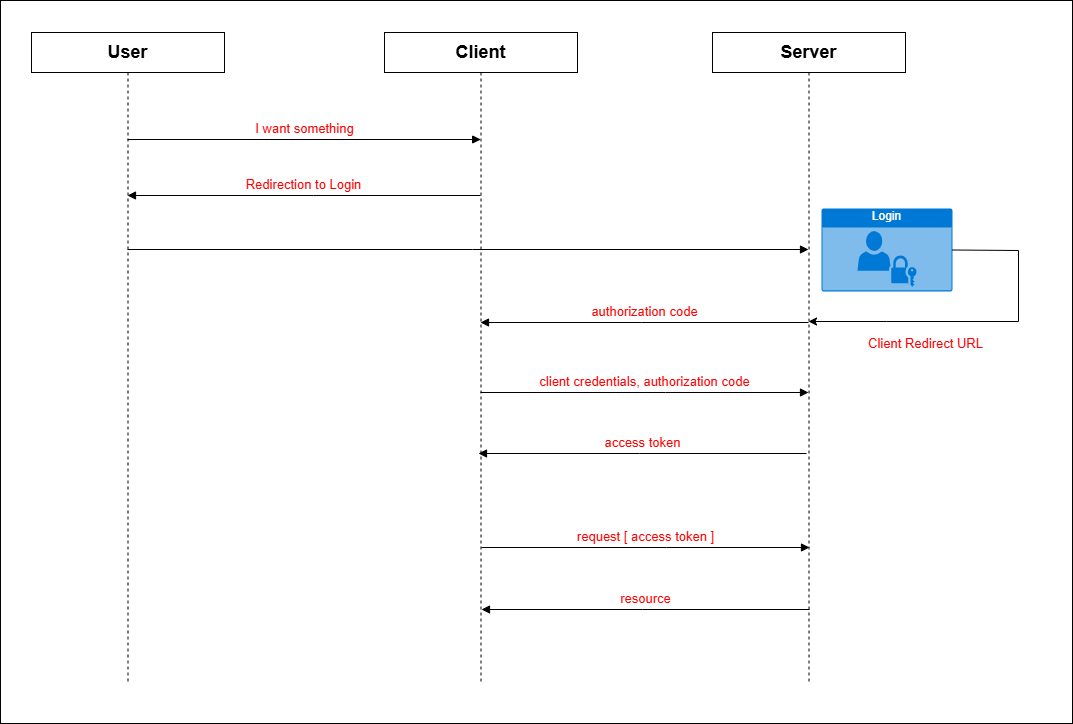 User
Client
Server
I want something
Redirection to Login
Login
authorization code
Client Redirect URL
client credentials, authorization code
access token
request [ access token ]
resource